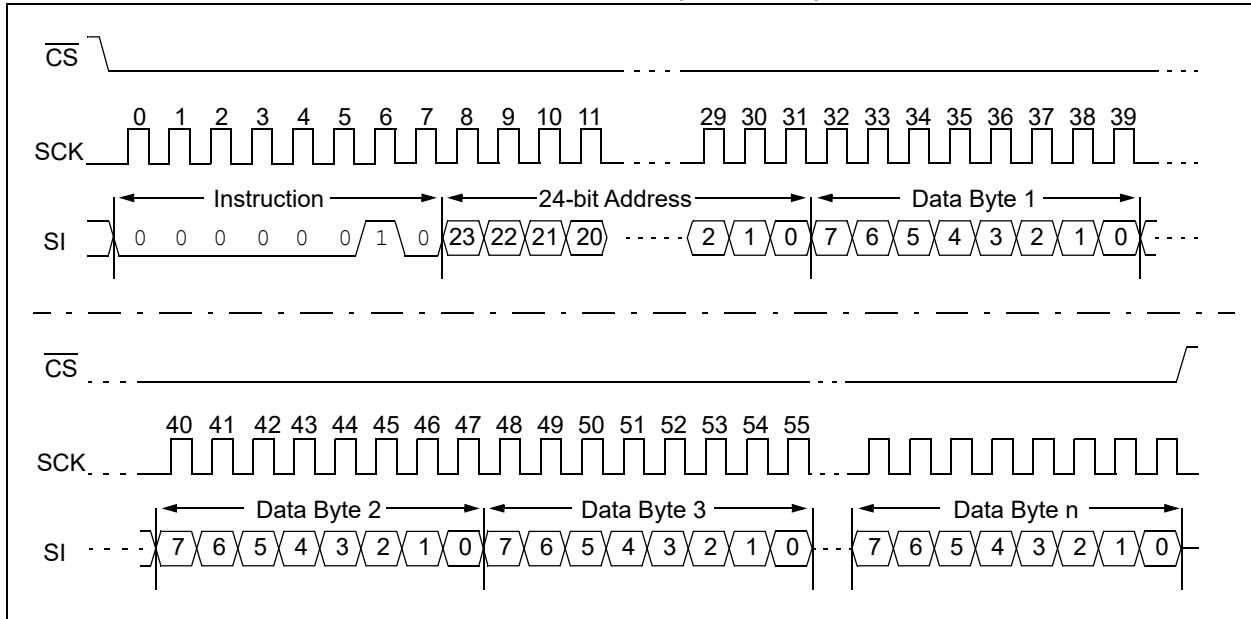 CS
0 1 2 3 4 5 6 7 8 9 10 11 29 30 31 32 33 34 35 36 37 38 39
SCK
Instruction 24-bit Address Data Byte 1
SI 0 0 0 0 0 0 1 0 23 22 21 20 2 1 0 7 6 5 4 3 2 1 0
CS
40 41 42 43 44 45 46 47 48 49 50 51 52 53 54 55
SCK
Data Byte 2 Data Byte 3 Data Byte n
SI 7 6 5 4 3 2 1 0 7 6 5 4 3 2 1 0 7 6 5 4 3 2 1 0